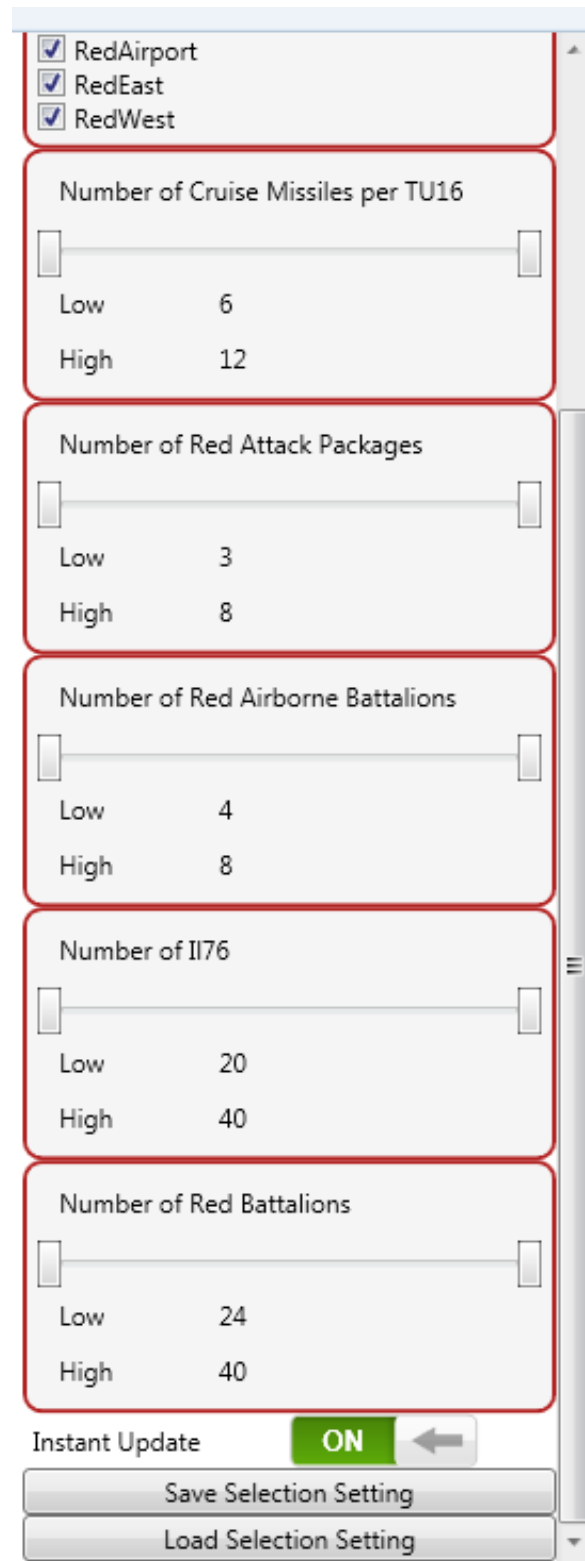 RedAirport
RedEast
RedWest
Number of Cruise Missiles per TU16
Low 6
High 12
Number of Red Attack Packages
Low 3
High 8
Number of Red Airborne Battalions
Low 4
High 8
Number of Il76
Low 20
High 40
Number of Red Battalions
Low 24
High 40
Instant Update ON
Save Selection Setting
Load Selection Setting